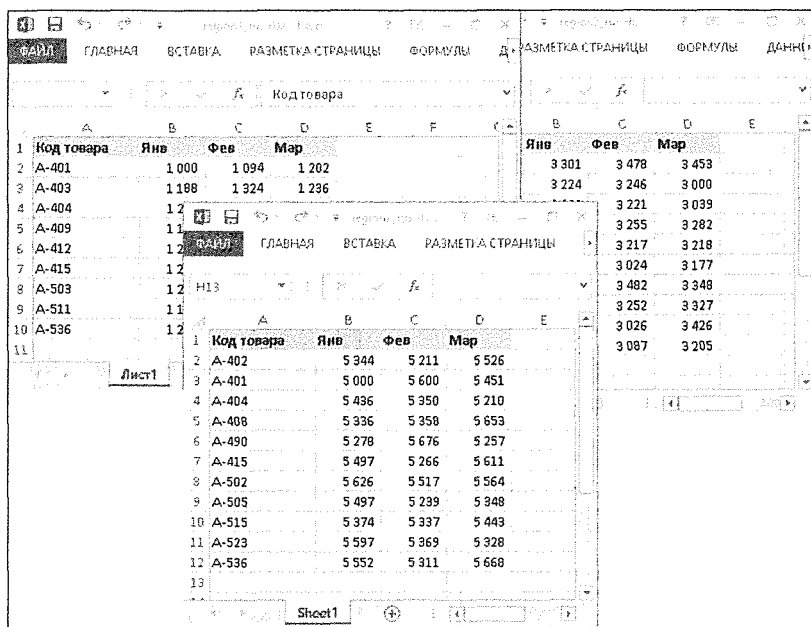 ФАЙЛ ГЛАВНАЯ ВСТАВКА РАЗМЕТКА СТРАНИЦЫ ФОРМУЛЫ
fx Код товара
A B C D E F
1 Код товара Янв Фев Мар
2 A-401 1 000 1 094 1 202
3 A-403 1 188 1 324 1 236
4 A-404
5 A-409
6 A-412
7 A-415
8 A-503
9 A-511
10 A-536
11
Лист1
РАЗМЕТКА СТРАНИЦЫ ФОРМУЛЫ
fx
B C D E
Янв Фев Мар
3 301 3 478 3 453
3 224 3 246 3 000
3 221 3 039
3 255 3 282
3 217 3 218
3 024 3 177
3 482 3 348
3 252 3 327
3 026 3 426
3 087 3 205
ФАЙЛ ГЛАВНАЯ ВСТАВКА РАЗМЕТКА СТРАНИЦЫ
H13 fx
A B C D E
1 Код товара Янв Фев Мар
2 A-402 5 344 5 211 5 526
3 A-401 5 000 5 600 5 451
4 A-404 5 436 5 350 5 210
5 A-408 5 336 5 358 5 653
6 A-490 5 278 5 676 5 257
7 A-415 5 497 5 266 5 611
8 A-502 5 626 5 517 5 564
9 A-505 5 497 5 239 5 348
10 A-515 5 374 5 337 5 443
11 A-523 5 597 5 369 5 328
12 A-536 5 552 5 311 5 668
13
Sheet1